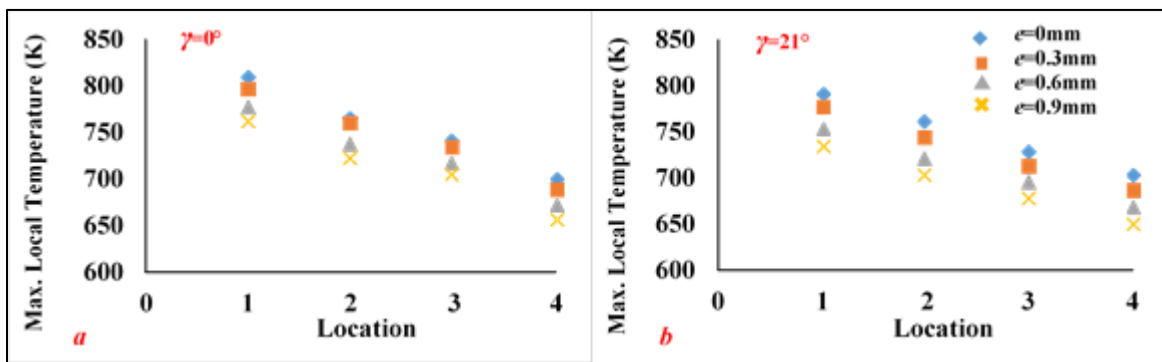 γ=0°
Max. Local Temperature (K)
850
800
750
700
650
600
0 1 2 3 4
Location
a
γ=21°
Max. Local Temperature (K)
850
800
750
700
650
600
0 1 2 3 4
Location
b
e=0mm
e=0.3mm
e=0.6mm
e=0.9mm